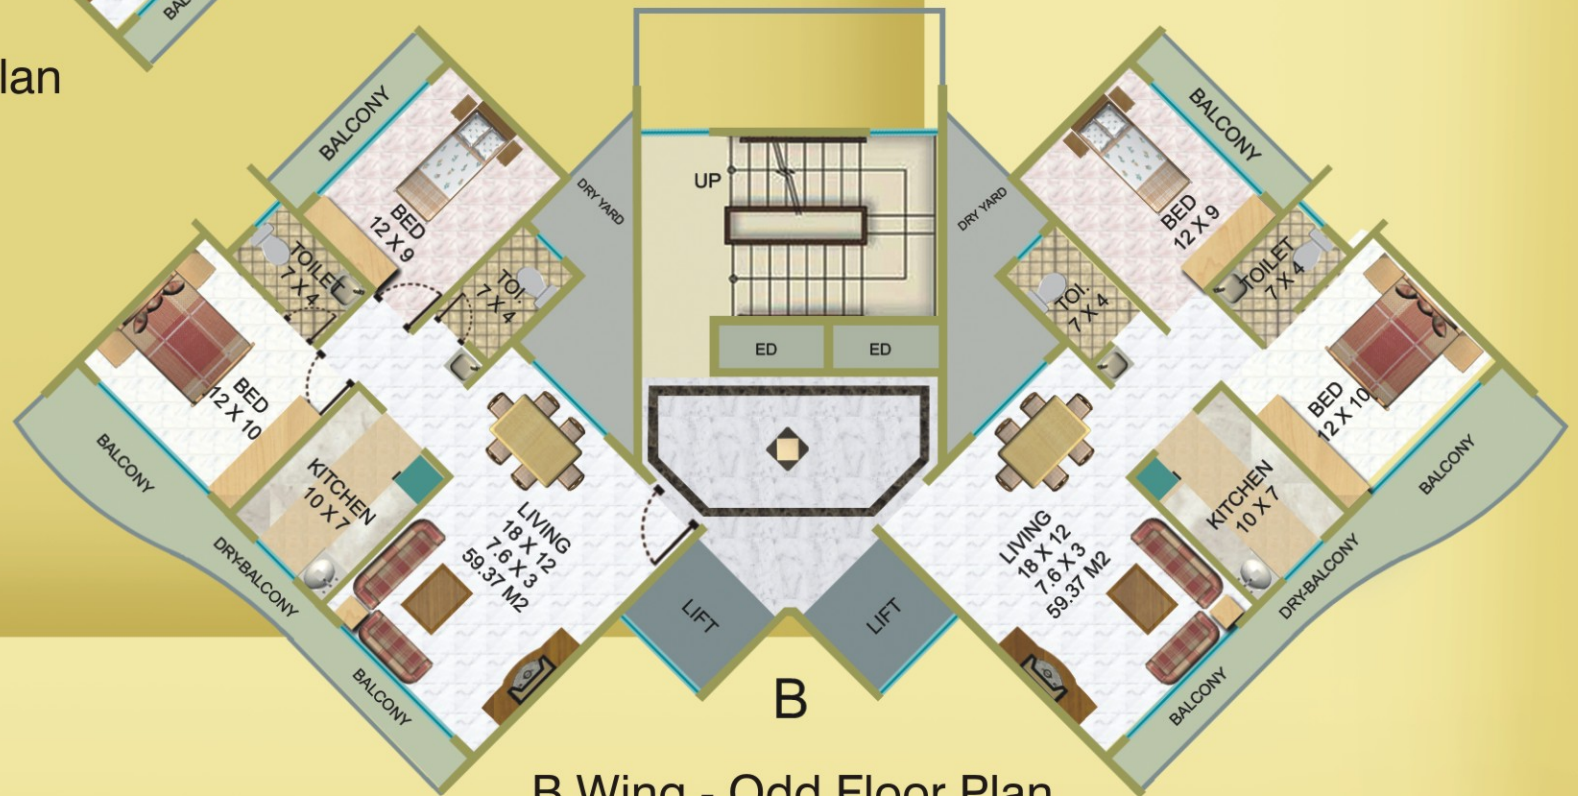 BAL
lan
BALCONY
BED
12 X 9
TOILET
7 X 4
TOI.
7 X 4
DRY YARD
BED
12 X 10
BALCONY
KITCHEN
10 X 7
DRY-BALCONY
LIVING
18 X 12
7.6 X 3
59.37 M2
BALCONY
UP
ED
ED
LIFT
LIFT
B
DRY YARD
BALCONY
BED
12 X 9
TOILET
7 X 4
TOI.
7 X 4
BED
12 X 10
BALCONY
KITCHEN
10 X 7
DRY-BALCONY
LIVING
18 X 12
7.6 X 3
59.37 M2
BALCONY
B Wing - Odd Floor Plan